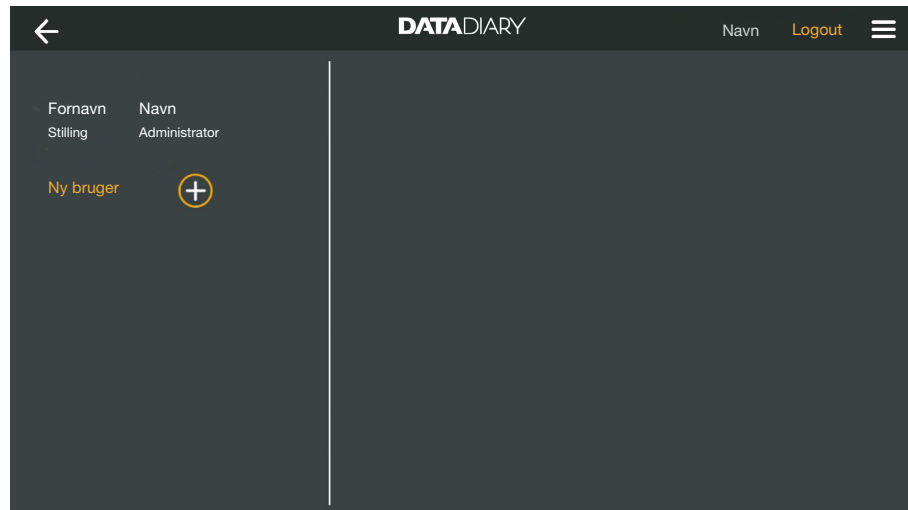 DATADIARY
Navn Logout
Fornavn Navn
Stilling Administrator
Ny bruger